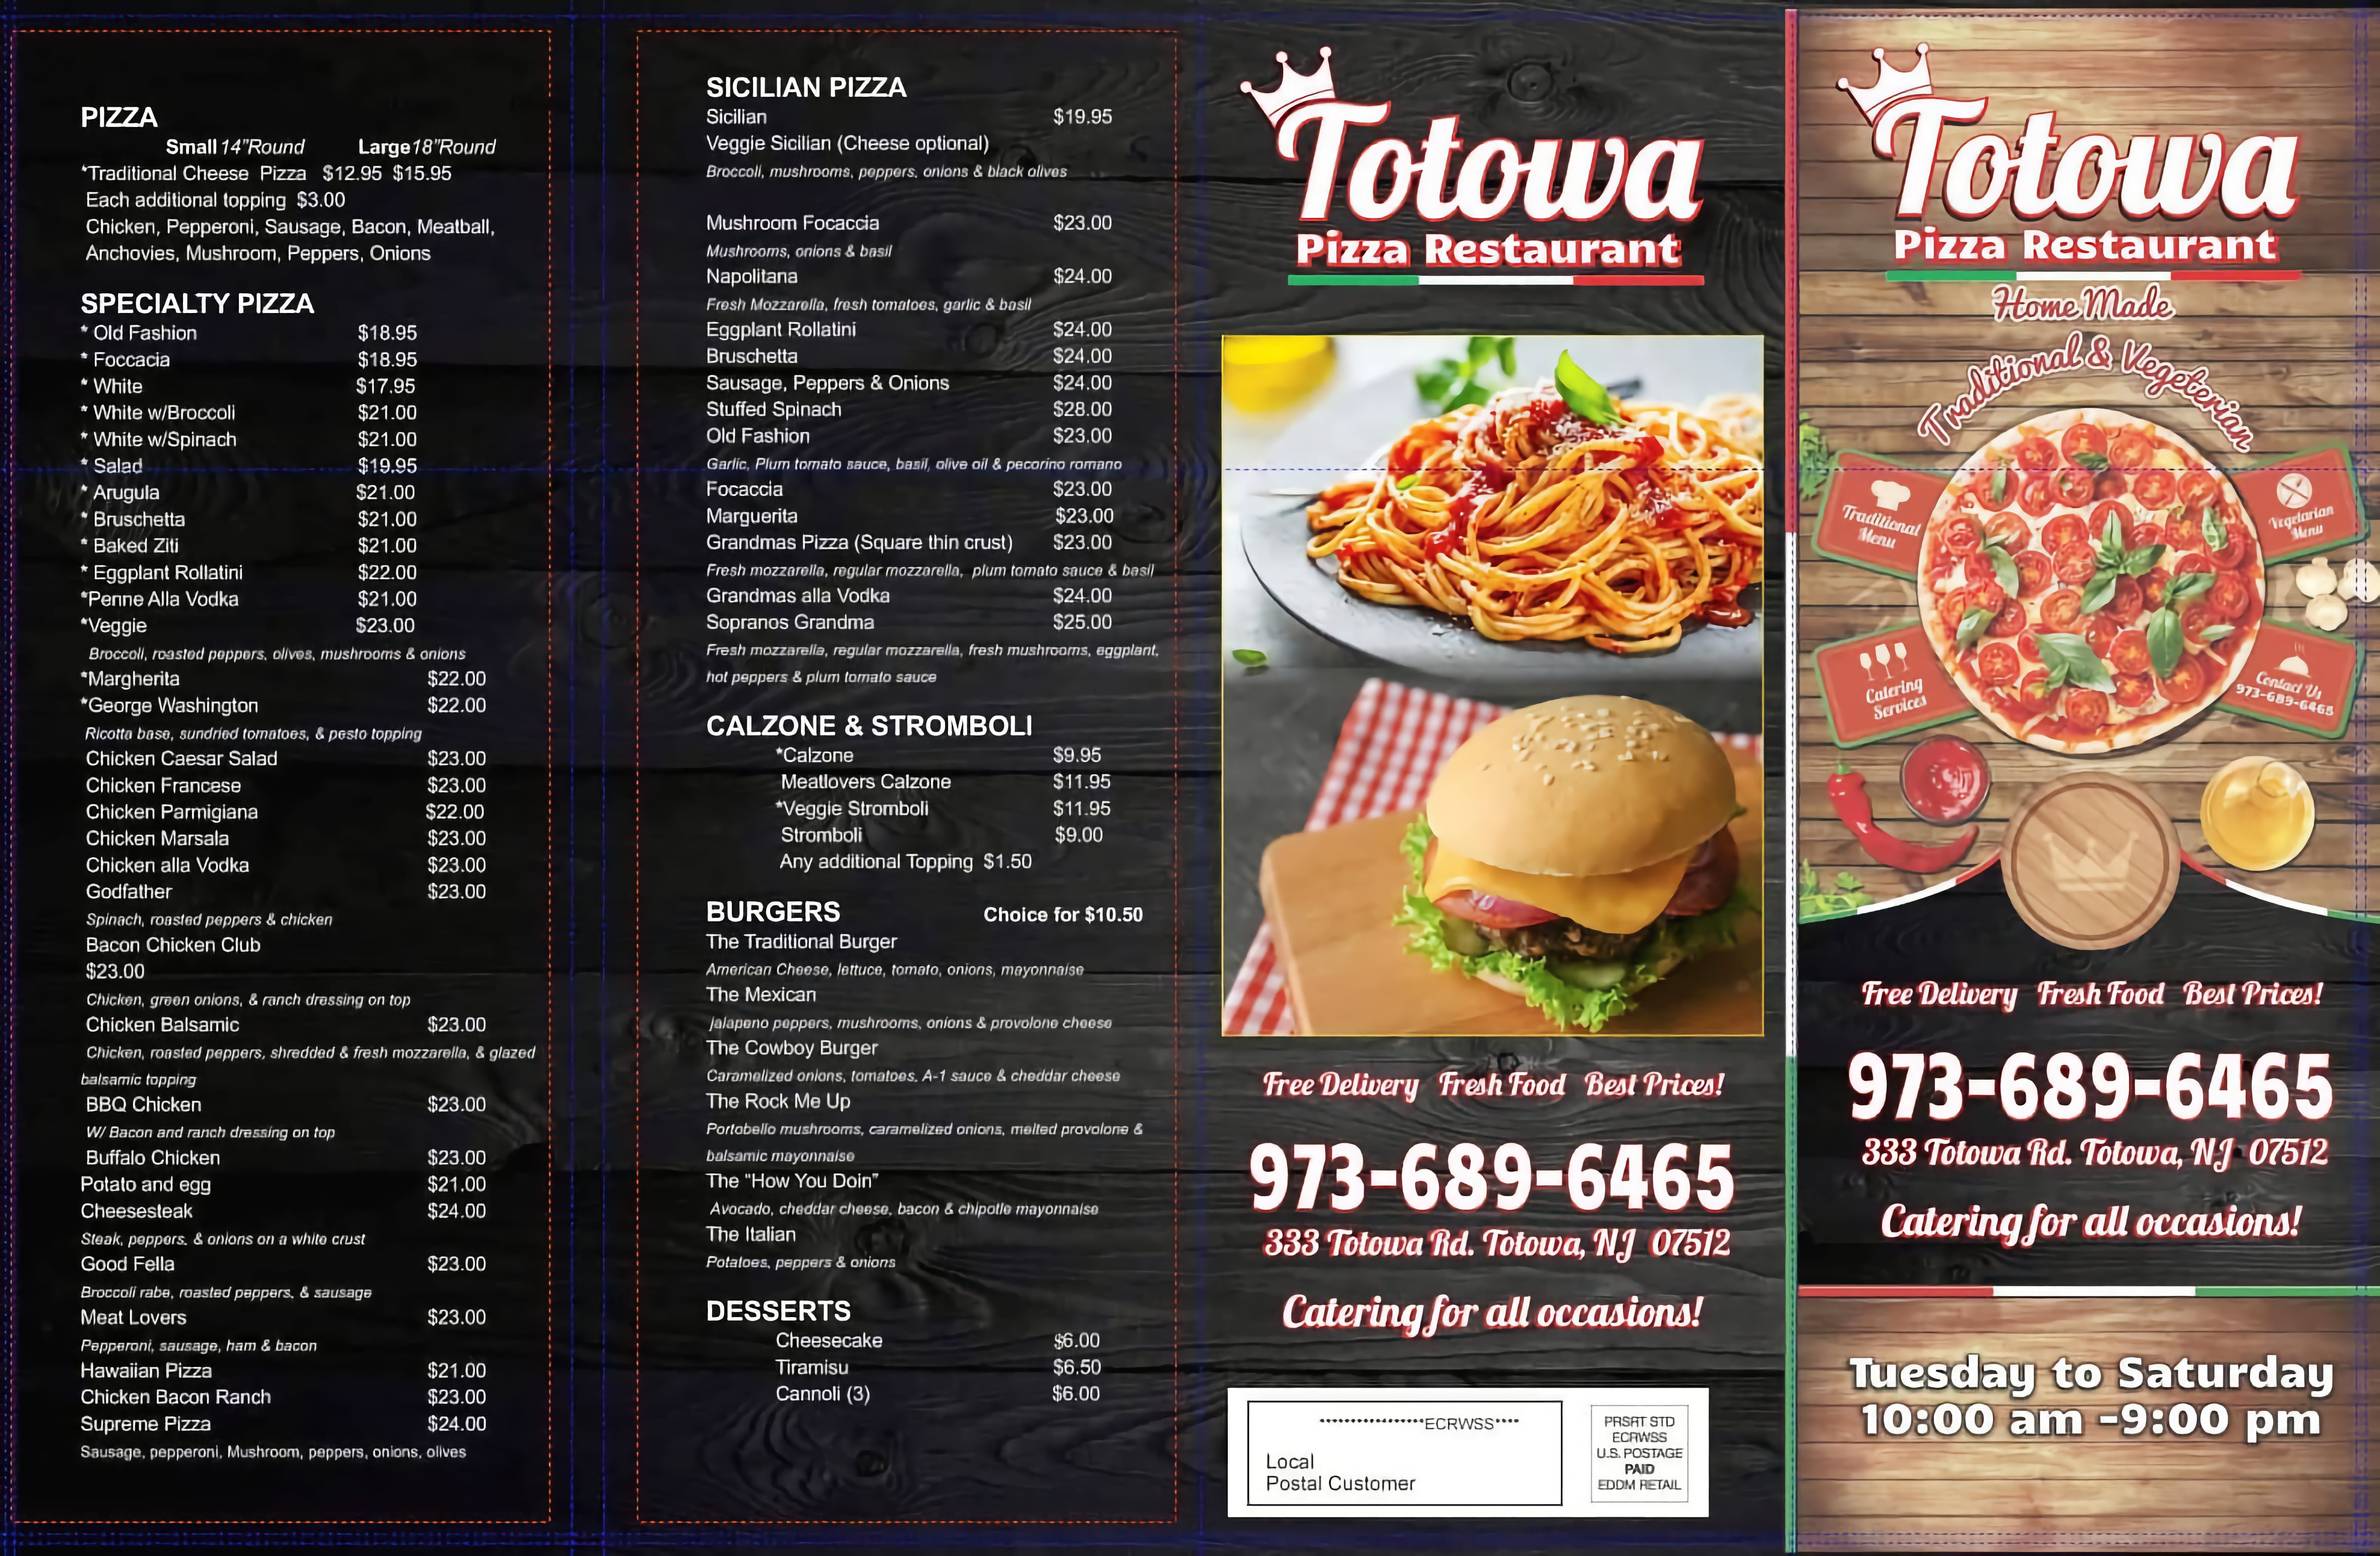 PIZZA
Small 14"Round Large 18"Round
*Traditional Cheese Pizza $12.95 $15.95
Each additional topping $3.00
Chicken, Pepperoni, Sausage, Bacon, Meatball,
Anchovies, Mushroom, Peppers, Onions
SPECIALTY PIZZA
* Old Fashion $18.95
* Foccacia $18.95
* White $17.95
* White w/Broccoli $21.00
* White w/Spinach $21.00
* Salad $19.95
* Arugula $21.00
* Bruschetta $21.00
* Baked Ziti $21.00
* Eggplant Rollatini $22.00
*Penne Alla Vodka $21.00
*Veggie $23.00
Broccoli, roasted peppers, olives, mushrooms & onions
*Margherita $22.00
*George Washington $22.00
Ricotta base, sundried tomatoes, & pesto topping
Chicken Caesar Salad $23.00
Chicken Francese $23.00
Chicken Parmigiana $22.00
Chicken Marsala $23.00
Chicken alla Vodka $23.00
Godfather $23.00
Spinach, roasted peppers & chicken
Bacon Chicken Club
$23.00
Chicken, green onions, & ranch dressing on top
Chicken Balsamic $23.00
Chicken, roasted peppers, shredded & fresh mozzarella, & glazed
balsamic topping
BBQ Chicken $23.00
W/ Bacon and ranch dressing on top
Buffalo Chicken $23.00
Potato and egg $21.00
Cheesesteak $24.00
Steak, peppers, & onions on a white crust
Good Fella $23.00
Broccoli rabe, roasted peppers, & sausage
Meat Lovers $23.00
Pepperoni, sausage, ham & bacon
Hawaiian Pizza $21.00
Chicken Bacon Ranch $23.00
Supreme Pizza $24.00
Sausage, pepperoni, Mushroom, peppers, onions, olives
SICILIAN PIZZA
Sicilian $19.95
Veggie Sicilian (Cheese optional)
Broccoli, mushrooms, peppers, onions & black olives
Mushroom Focaccia $23.00
Mushrooms, onions & basil
Napolitana $24.00
Fresh Mozzarella, fresh tomatoes, garlic & basil
Eggplant Rollatini $24.00
Bruschetta $24.00
Sausage, Peppers & Onions $24.00
Stuffed Spinach $28.00
Old Fashion $23.00
Garlic, Plum tomato sauce, basil, olive oil & pecorino romano
Focaccia $23.00
Marguerita $23.00
Grandmas Pizza (Square thin crust) $23.00
Fresh mozzarella, regular mozzarella, plum tomato sauce & basil
Grandmas alla Vodka $24.00
Sopranos Grandma $25.00
Fresh mozzarella, regular mozzarella, fresh mushrooms, eggplant,
hot peppers & plum tomato sauce
CALZONE & STROMBOLI
*Calzone $9.95
Meatlovers Calzone $11.95
*Veggie Stromboli $11.95
Stromboli $9.00
Any additional Topping $1.50
BURGERS Choice for $10.50
The Traditional Burger
American Cheese, lettuce, tomato, onions, mayonnaise
The Mexican
jalapeno peppers, mushrooms, onions & provolone cheese
The Cowboy Burger
Caramelized onions, tomatoes, A-1 sauce & cheddar cheese
The Rock Me Up
Portobello mushrooms, caramelized onions, melted provolone &
balsamic mayonnaise
The "How You Doin"
Avocado, cheddar cheese, bacon & chipotle mayonnaise
The Italian
Potatoes, peppers & onions
DESSERTS
Cheesecake $6.00
Tiramisu $6.50
Cannoli (3) $6.00
Totowa
Pizza Restaurant
Free Delivery Fresh Food Best Prices!
973-689-6465
333 Totowa Rd. Totowa, NJ 07512
Catering for all occasions!
*****************ECRWSS****
Local
Postal Customer
PRSRT STD
ECRWSS
U.S. POSTAGE
PAID
EDDM RETAIL
Totowa
Pizza Restaurant
Home Made
Traditional & Vegeterian
Traditional
Menu
Vegetarian
Menu
Catering
Services
Contact Us
973-689-6465
Free Delivery Fresh Food Best Prices!
973-689-6465
333 Totowa Rd. Totowa, NJ 07512
Catering for all occasions!
Tuesday to Saturday
10:00 am -9:00 pm